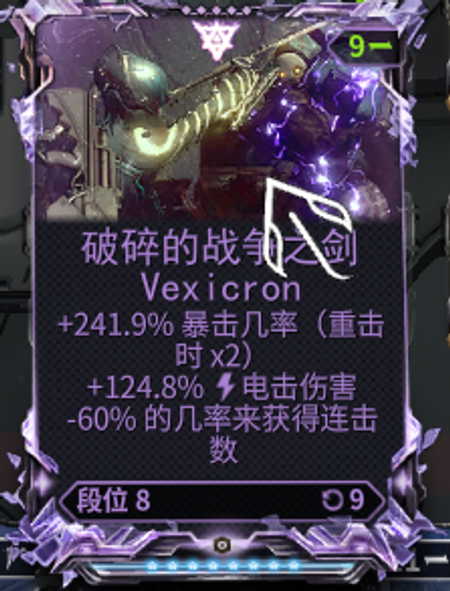 9
破碎的战争之剑
Vexicron
+241.9% 暴击几率（重击
时 x2）
+124.8% 电击伤害
-60% 的几率来获得连击
数
段位 8
9